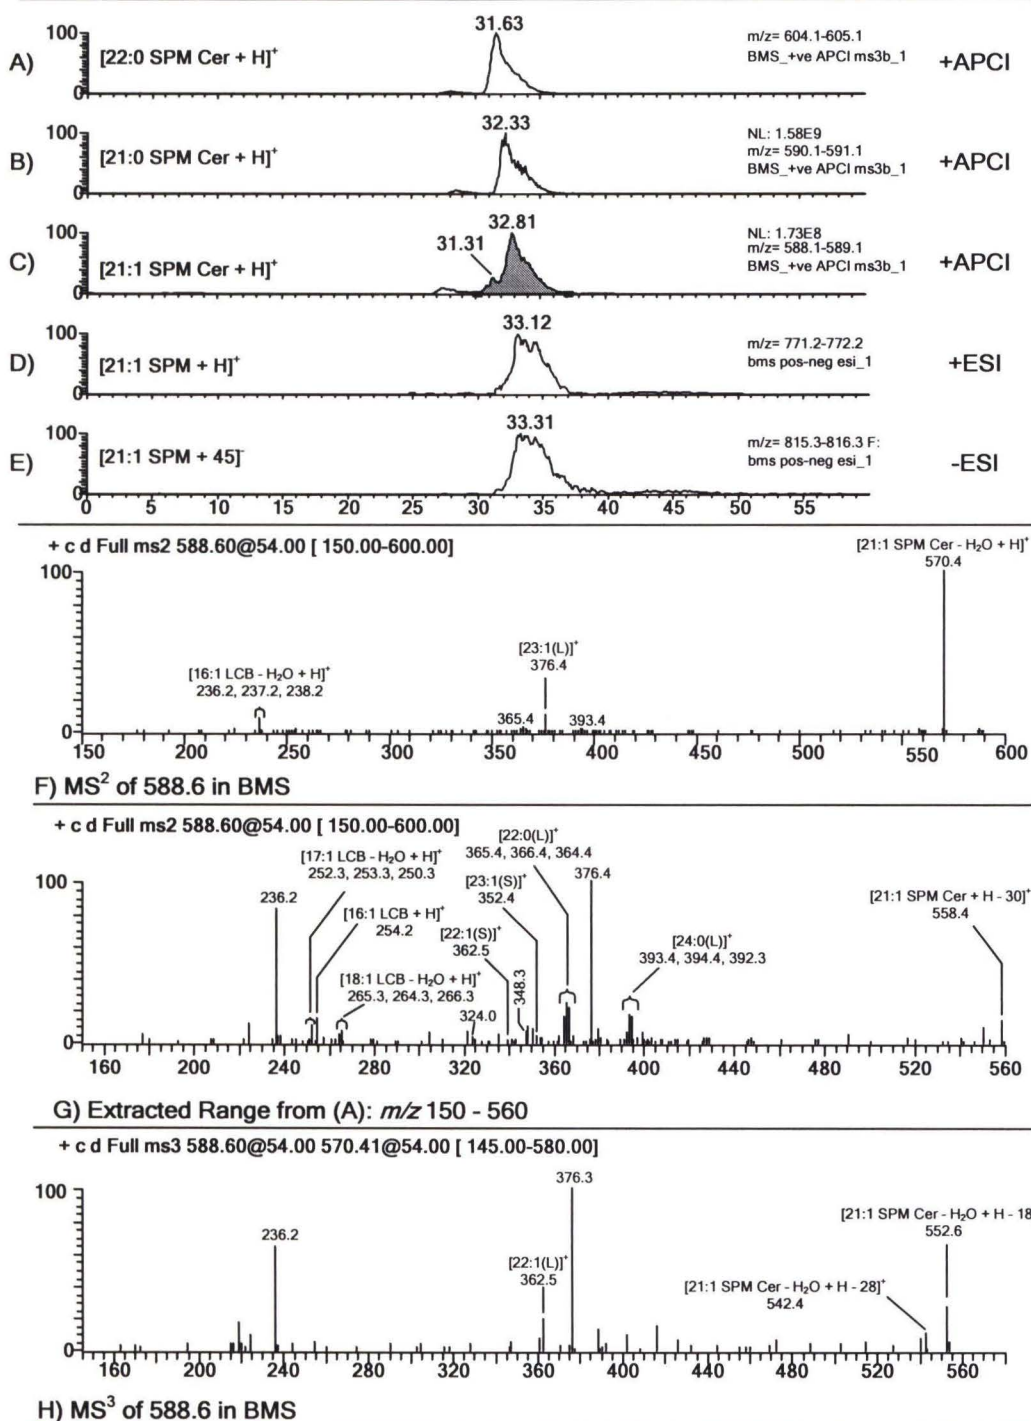 A) 100 0 [22:0 SPM Cer + H]⁺ 31.63 m/z= 604.1-605.1 +APCI
BMS_+ve APCI ms3b_1
B) 100 0 [21:0 SPM Cer + H]⁺ 32.33 NL: 1.58E9 +APCI
m/z= 590.1-591.1
BMS_+ve APCI ms3b_1
C) 100 0 [21:1 SPM Cer + H]⁺ 31.31 32.81 NL: 1.73E8 +APCI
m/z= 588.1-589.1
BMS_+ve APCI ms3b_1
D) 100 0 [21:1 SPM + H]⁺ 33.12 m/z= 771.2-772.2 +ESI
bms pos-neg esi_1
E) 100 0 [21:1 SPM + 45]⁻ 33.31 m/z= 815.3-816.3 F: -ESI
bms pos-neg esi_1
0 5 10 15 20 25 30 35 40 45 50 55
+ c d Full ms2 588.60@54.00 [ 150.00-600.00]
[21:1 SPM Cer - H₂O + H]⁺
570.4
100
[23:1(L)]⁺
376.4
[16:1 LCB - H₂O + H]⁺
236.2, 237.2, 238.2
365.4 393.4
0
150 200 250 300 350 400 450 500 550 600
F) MS² of 588.6 in BMS
+ c d Full ms2 588.60@54.00 [ 150.00-600.00]
[22:0(L)]⁺
365.4, 366.4, 364.4
[17:1 LCB - H₂O + H]⁺
252.3, 253.3, 250.3
376.4
100
[23:1(S)]⁺
352.4
236.2
[16:1 LCB + H]⁺
254.2
[21:1 SPM Cer + H - 30]⁺
558.4
[22:1(S)]⁺
362.5
[24:0(L)]⁺
393.4, 394.4, 392.3
[18:1 LCB - H₂O + H]⁺
265.3, 264.3, 266.3
348.3
324.0
0
160 200 240 280 320 360 400 440 480 520 560
G) Extracted Range from (A): m/z 150 - 560
+ c d Full ms3 588.60@54.00 570.41@54.00 [ 145.00-580.00]
376.3
100
[21:1 SPM Cer - H₂O + H - 18
552.6
236.2
[22:1(L)]⁺
362.5
[21:1 SPM Cer - H₂O + H - 28]⁺
542.4
0
160 200 240 280 320 360 400 440 480 520 560
H) MS³ of 588.6 in BMS